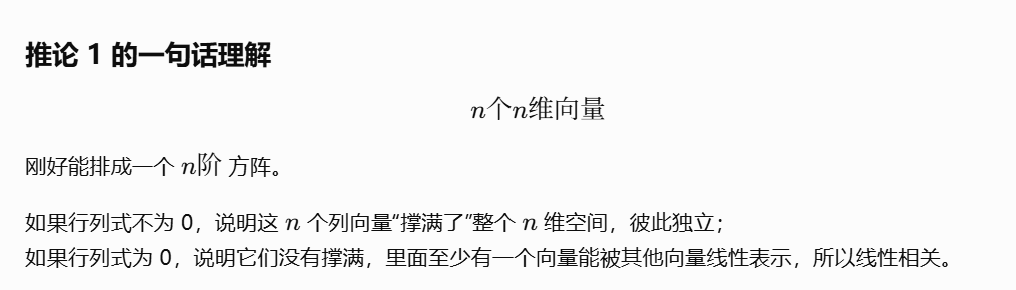 推论 1 的一句话理解
n个n维向量
刚好能排成一个 n阶 方阵。
如果行列式不为 0，说明这 n 个列向量“撑满了”整个 n 维空间，彼此独立；
如果行列式为 0，说明它们没有撑满，里面至少有一个向量能被其他向量线性表示，所以线性相关。